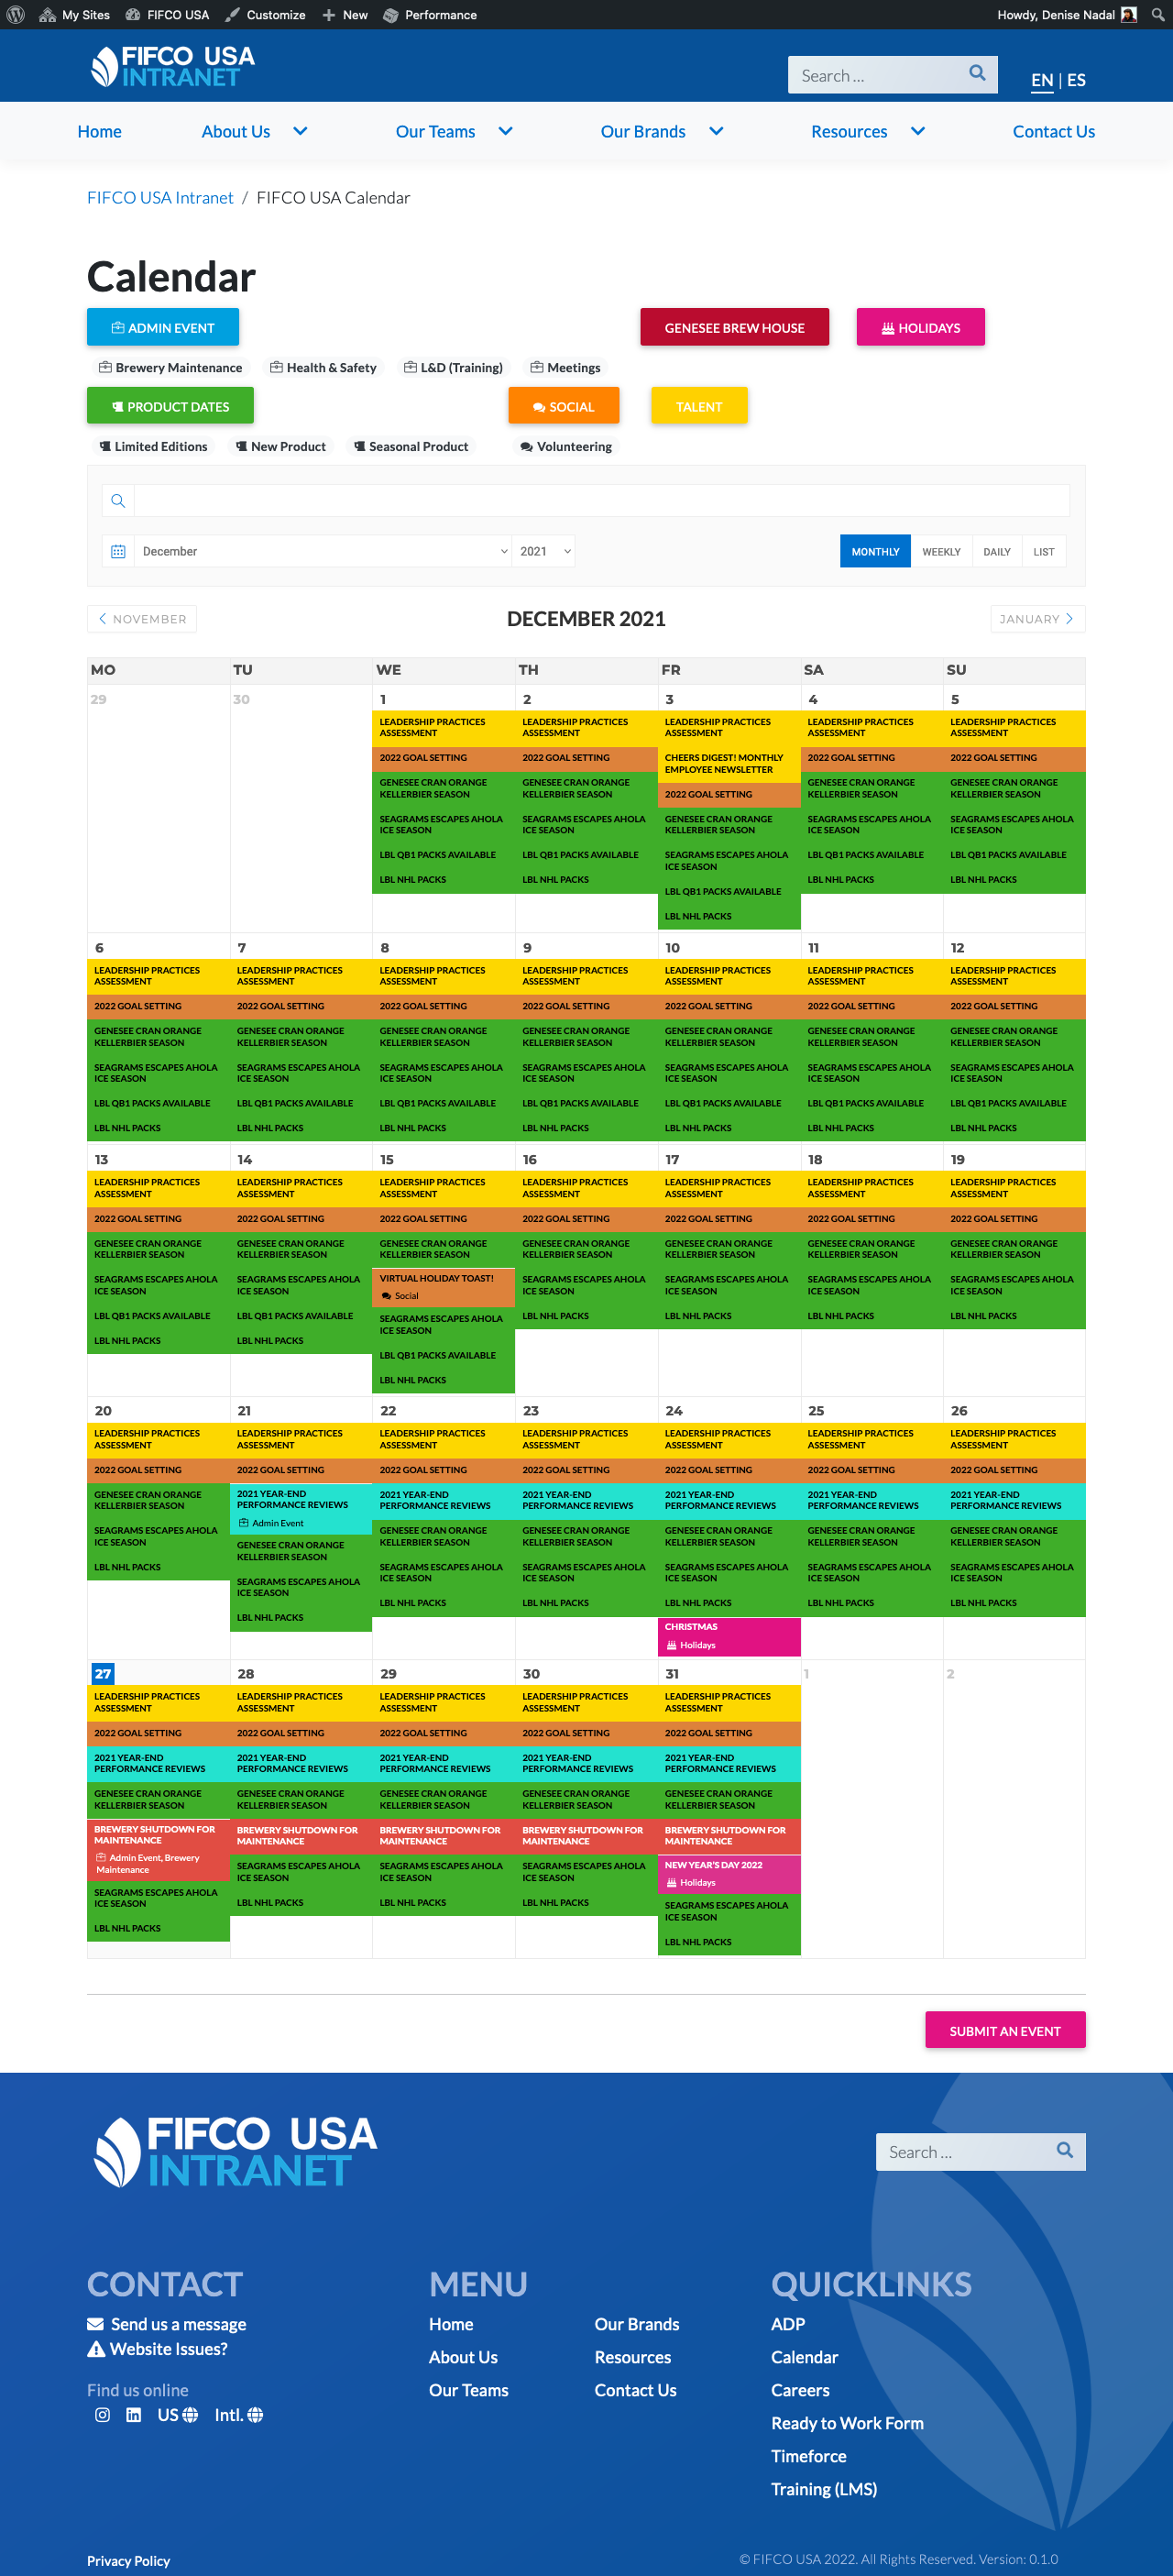 My Sites FIFCO USA Customize New Performance Howdy, Denise Nadal
FIFCO USA
INTRANET
Search ...
EN | ES
Home About Us Our Teams Our Brands Resources Contact Us
FIFCO USA Intranet / FIFCO USA Calendar
Calendar
ADMIN EVENT GENESEE BREW HOUSE HOLIDAYS
Brewery Maintenance Health & Safety L&D (Training) Meetings
PRODUCT DATES SOCIAL TALENT
Limited Editions New Product Seasonal Product Volunteering
December 2021 MONTHLY WEEKLY DAILY LIST
NOVEMBER DECEMBER 2021 JANUARY
MO TU WE TH FR SA SU
29
30
1
LEADERSHIP PRACTICES
ASSESSMENT
2022 GOAL SETTING
GENESEE CRAN ORANGE
KELLERBIER SEASON
SEAGRAMS ESCAPES AHOLA
ICE SEASON
LBL QB1 PACKS AVAILABLE
LBL NHL PACKS
2
LEADERSHIP PRACTICES
ASSESSMENT
2022 GOAL SETTING
GENESEE CRAN ORANGE
KELLERBIER SEASON
SEAGRAMS ESCAPES AHOLA
ICE SEASON
LBL QB1 PACKS AVAILABLE
LBL NHL PACKS
3
LEADERSHIP PRACTICES
ASSESSMENT
CHEERS DIGEST! MONTHLY
EMPLOYEE NEWSLETTER
2022 GOAL SETTING
GENESEE CRAN ORANGE
KELLERBIER SEASON
SEAGRAMS ESCAPES AHOLA
ICE SEASON
LBL QB1 PACKS AVAILABLE
LBL NHL PACKS
4
LEADERSHIP PRACTICES
ASSESSMENT
2022 GOAL SETTING
GENESEE CRAN ORANGE
KELLERBIER SEASON
SEAGRAMS ESCAPES AHOLA
ICE SEASON
LBL QB1 PACKS AVAILABLE
LBL NHL PACKS
5
LEADERSHIP PRACTICES
ASSESSMENT
2022 GOAL SETTING
GENESEE CRAN ORANGE
KELLERBIER SEASON
SEAGRAMS ESCAPES AHOLA
ICE SEASON
LBL QB1 PACKS AVAILABLE
LBL NHL PACKS
6
LEADERSHIP PRACTICES
ASSESSMENT
2022 GOAL SETTING
GENESEE CRAN ORANGE
KELLERBIER SEASON
SEAGRAMS ESCAPES AHOLA
ICE SEASON
LBL QB1 PACKS AVAILABLE
LBL NHL PACKS
7
LEADERSHIP PRACTICES
ASSESSMENT
2022 GOAL SETTING
GENESEE CRAN ORANGE
KELLERBIER SEASON
SEAGRAMS ESCAPES AHOLA
ICE SEASON
LBL QB1 PACKS AVAILABLE
LBL NHL PACKS
8
LEADERSHIP PRACTICES
ASSESSMENT
2022 GOAL SETTING
GENESEE CRAN ORANGE
KELLERBIER SEASON
SEAGRAMS ESCAPES AHOLA
ICE SEASON
LBL QB1 PACKS AVAILABLE
LBL NHL PACKS
9
LEADERSHIP PRACTICES
ASSESSMENT
2022 GOAL SETTING
GENESEE CRAN ORANGE
KELLERBIER SEASON
SEAGRAMS ESCAPES AHOLA
ICE SEASON
LBL QB1 PACKS AVAILABLE
LBL NHL PACKS
10
LEADERSHIP PRACTICES
ASSESSMENT
2022 GOAL SETTING
GENESEE CRAN ORANGE
KELLERBIER SEASON
SEAGRAMS ESCAPES AHOLA
ICE SEASON
LBL QB1 PACKS AVAILABLE
LBL NHL PACKS
11
LEADERSHIP PRACTICES
ASSESSMENT
2022 GOAL SETTING
GENESEE CRAN ORANGE
KELLERBIER SEASON
SEAGRAMS ESCAPES AHOLA
ICE SEASON
LBL QB1 PACKS AVAILABLE
LBL NHL PACKS
12
LEADERSHIP PRACTICES
ASSESSMENT
2022 GOAL SETTING
GENESEE CRAN ORANGE
KELLERBIER SEASON
SEAGRAMS ESCAPES AHOLA
ICE SEASON
LBL QB1 PACKS AVAILABLE
LBL NHL PACKS
13
LEADERSHIP PRACTICES
ASSESSMENT
2022 GOAL SETTING
GENESEE CRAN ORANGE
KELLERBIER SEASON
SEAGRAMS ESCAPES AHOLA
ICE SEASON
LBL QB1 PACKS AVAILABLE
LBL NHL PACKS
14
LEADERSHIP PRACTICES
ASSESSMENT
2022 GOAL SETTING
GENESEE CRAN ORANGE
KELLERBIER SEASON
SEAGRAMS ESCAPES AHOLA
ICE SEASON
LBL QB1 PACKS AVAILABLE
LBL NHL PACKS
15
LEADERSHIP PRACTICES
ASSESSMENT
2022 GOAL SETTING
GENESEE CRAN ORANGE
KELLERBIER SEASON
VIRTUAL HOLIDAY TOAST!
Social
SEAGRAMS ESCAPES AHOLA
ICE SEASON
LBL QB1 PACKS AVAILABLE
LBL NHL PACKS
16
LEADERSHIP PRACTICES
ASSESSMENT
2022 GOAL SETTING
GENESEE CRAN ORANGE
KELLERBIER SEASON
SEAGRAMS ESCAPES AHOLA
ICE SEASON
LBL NHL PACKS
17
LEADERSHIP PRACTICES
ASSESSMENT
2022 GOAL SETTING
GENESEE CRAN ORANGE
KELLERBIER SEASON
SEAGRAMS ESCAPES AHOLA
ICE SEASON
LBL NHL PACKS
18
LEADERSHIP PRACTICES
ASSESSMENT
2022 GOAL SETTING
GENESEE CRAN ORANGE
KELLERBIER SEASON
SEAGRAMS ESCAPES AHOLA
ICE SEASON
LBL NHL PACKS
19
LEADERSHIP PRACTICES
ASSESSMENT
2022 GOAL SETTING
GENESEE CRAN ORANGE
KELLERBIER SEASON
SEAGRAMS ESCAPES AHOLA
ICE SEASON
LBL NHL PACKS
20
LEADERSHIP PRACTICES
ASSESSMENT
2022 GOAL SETTING
GENESEE CRAN ORANGE
KELLERBIER SEASON
SEAGRAMS ESCAPES AHOLA
ICE SEASON
LBL NHL PACKS
21
LEADERSHIP PRACTICES
ASSESSMENT
2022 GOAL SETTING
2021 YEAR-END
PERFORMANCE REVIEWS
Admin Event
GENESEE CRAN ORANGE
KELLERBIER SEASON
SEAGRAMS ESCAPES AHOLA
ICE SEASON
LBL NHL PACKS
22
LEADERSHIP PRACTICES
ASSESSMENT
2022 GOAL SETTING
2021 YEAR-END
PERFORMANCE REVIEWS
GENESEE CRAN ORANGE
KELLERBIER SEASON
SEAGRAMS ESCAPES AHOLA
ICE SEASON
LBL NHL PACKS
23
LEADERSHIP PRACTICES
ASSESSMENT
2022 GOAL SETTING
2021 YEAR-END
PERFORMANCE REVIEWS
GENESEE CRAN ORANGE
KELLERBIER SEASON
SEAGRAMS ESCAPES AHOLA
ICE SEASON
LBL NHL PACKS
24
LEADERSHIP PRACTICES
ASSESSMENT
2022 GOAL SETTING
2021 YEAR-END
PERFORMANCE REVIEWS
GENESEE CRAN ORANGE
KELLERBIER SEASON
SEAGRAMS ESCAPES AHOLA
ICE SEASON
LBL NHL PACKS
CHRISTMAS
Holidays
25
LEADERSHIP PRACTICES
ASSESSMENT
2022 GOAL SETTING
2021 YEAR-END
PERFORMANCE REVIEWS
GENESEE CRAN ORANGE
KELLERBIER SEASON
SEAGRAMS ESCAPES AHOLA
ICE SEASON
LBL NHL PACKS
26
LEADERSHIP PRACTICES
ASSESSMENT
2022 GOAL SETTING
2021 YEAR-END
PERFORMANCE REVIEWS
GENESEE CRAN ORANGE
KELLERBIER SEASON
SEAGRAMS ESCAPES AHOLA
ICE SEASON
LBL NHL PACKS
27
LEADERSHIP PRACTICES
ASSESSMENT
2022 GOAL SETTING
2021 YEAR-END
PERFORMANCE REVIEWS
GENESEE CRAN ORANGE
KELLERBIER SEASON
BREWERY SHUTDOWN FOR
MAINTENANCE
Admin Event, Brewery
Maintenance
SEAGRAMS ESCAPES AHOLA
ICE SEASON
LBL NHL PACKS
28
LEADERSHIP PRACTICES
ASSESSMENT
2022 GOAL SETTING
2021 YEAR-END
PERFORMANCE REVIEWS
GENESEE CRAN ORANGE
KELLERBIER SEASON
BREWERY SHUTDOWN FOR
MAINTENANCE
SEAGRAMS ESCAPES AHOLA
ICE SEASON
LBL NHL PACKS
29
LEADERSHIP PRACTICES
ASSESSMENT
2022 GOAL SETTING
2021 YEAR-END
PERFORMANCE REVIEWS
GENESEE CRAN ORANGE
KELLERBIER SEASON
BREWERY SHUTDOWN FOR
MAINTENANCE
SEAGRAMS ESCAPES AHOLA
ICE SEASON
LBL NHL PACKS
30
LEADERSHIP PRACTICES
ASSESSMENT
2022 GOAL SETTING
2021 YEAR-END
PERFORMANCE REVIEWS
GENESEE CRAN ORANGE
KELLERBIER SEASON
BREWERY SHUTDOWN FOR
MAINTENANCE
SEAGRAMS ESCAPES AHOLA
ICE SEASON
LBL NHL PACKS
31
LEADERSHIP PRACTICES
ASSESSMENT
2022 GOAL SETTING
2021 YEAR-END
PERFORMANCE REVIEWS
GENESEE CRAN ORANGE
KELLERBIER SEASON
BREWERY SHUTDOWN FOR
MAINTENANCE
NEW YEAR'S DAY 2022
Holidays
SEAGRAMS ESCAPES AHOLA
ICE SEASON
LBL NHL PACKS
1
2
SUBMIT AN EVENT
FIFCO USA
INTRANET
Search ...
CONTACT
Send us a message
Website Issues?
Find us online
US Intl.
MENU
Home
About Us
Our Teams
Our Brands
Resources
Contact Us
QUICKLINKS
ADP
Calendar
Careers
Ready to Work Form
Timeforce
Training (LMS)
Privacy Policy
© FIFCO USA 2022. All Rights Reserved. Version: 0.1.0